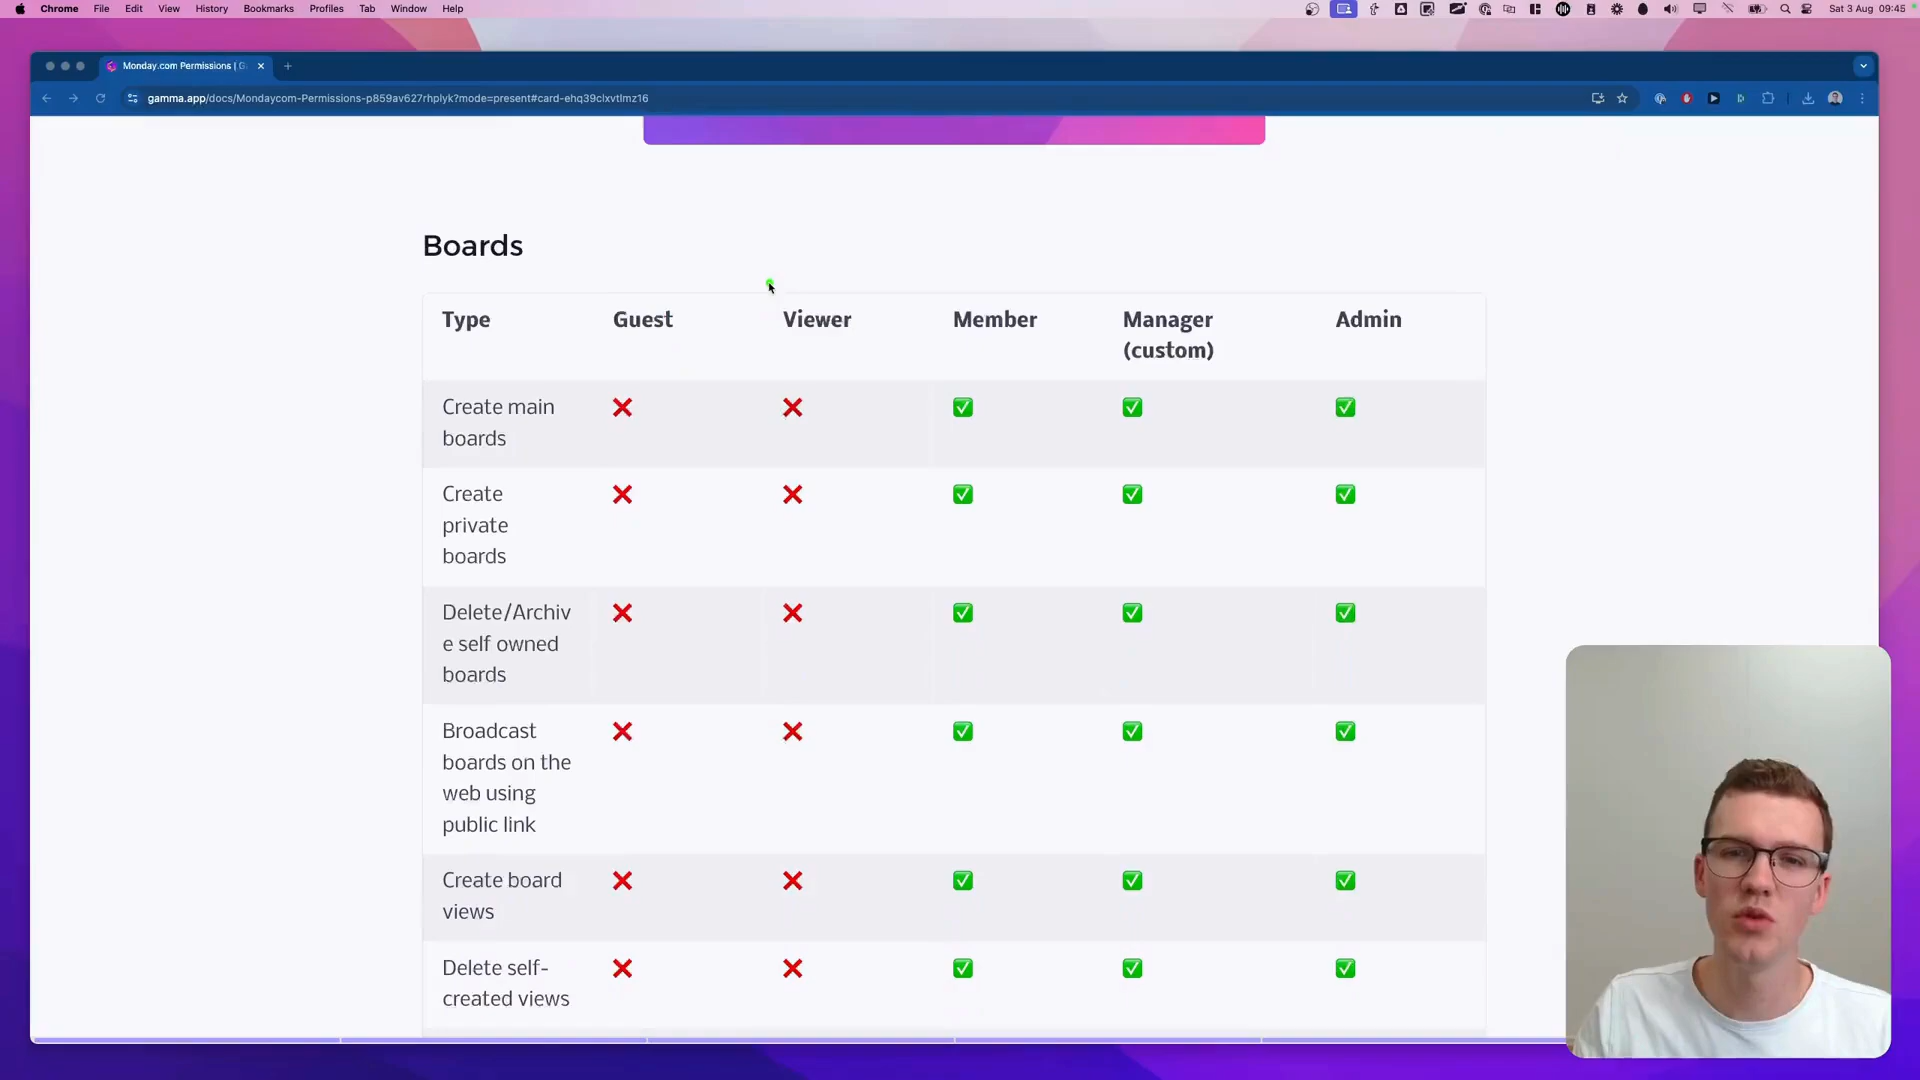 Chrome File Edit View History Bookmarks Profiles Tab Window Help
Sat 3 Aug 09:45
Monday.com Permissions | G
gamma.app/docs/Mondaycom-Permissions-p859av627rhplyk?mode=present#card-ehq39clxvtlmz16
Boards
Type Guest Viewer Member Manager Admin
(custom)
Create main
boards
Create
private
boards
Delete/Archiv
e self owned
boards
Broadcast
boards on the
web using
public link
Create board
views
Delete self-
created views